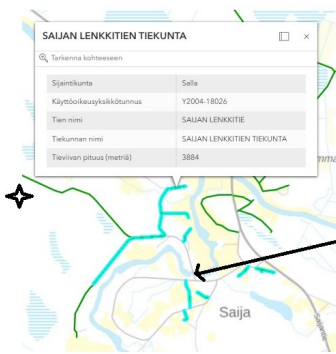 SAIJAN LENKKITIEN TIEKUNTA
Tarkenna kohteeseen
Sijaintikunta Salla
Käyttöoikeusyksikkötunnus Y2004-18026
Tien nimi SAIJAN LENKKITIE
Tiekunnan nimi SAIJAN LENKKITIEN TIEKUNTA
Tieviivan pituus (metriä) 3884
Saija